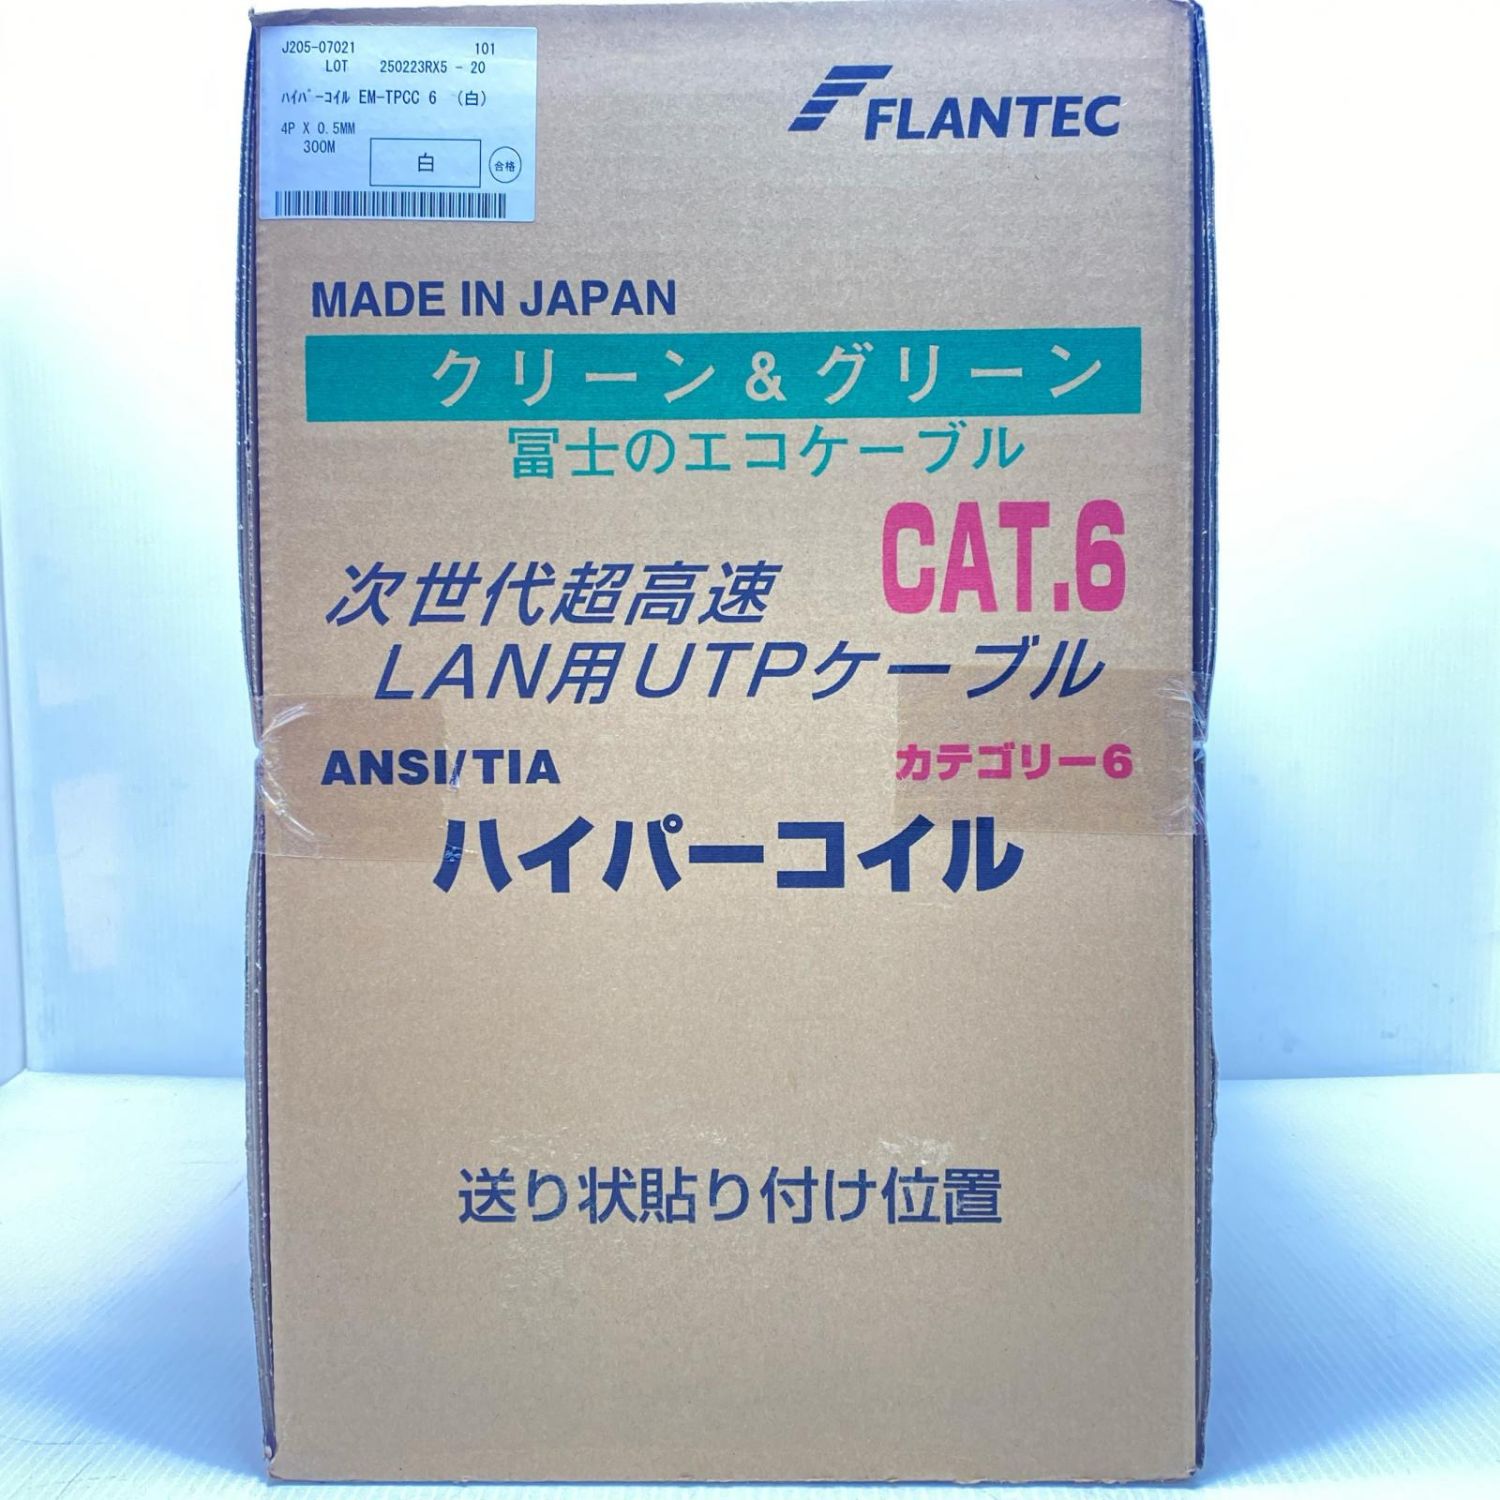 J205-07021 101
LOT 250223RX5 - 20
ﾊｲﾊﾟｰｺｲﾙ EM-TPCC 6 （白）
4P X 0.5MM
300M
白
合格
FLANTEC
MADE IN JAPAN
クリーン＆グリーン
冨士のエコケーブル
CAT.6
次世代超高速
LAN用UTPケーブル
ANSI/TIA カテゴリー6
ハイパーコイル
送り状貼り付け位置